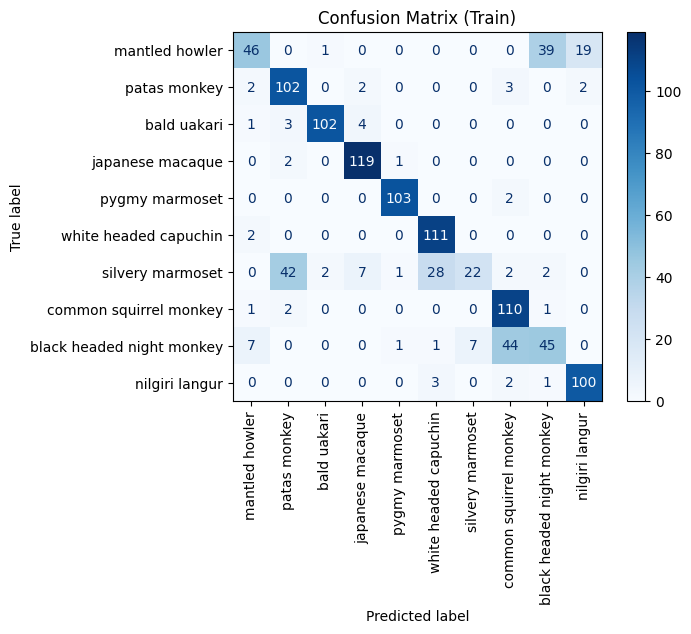 Confusion Matrix (Train)
mantled howler 46 0 1 0 0 0 0 0 39 19
patas monkey 2 102 0 2 0 0 0 3 0 2
bald uakari 1 3 102 4 0 0 0 0 0 0
japanese macaque 0 2 0 119 1 0 0 0 0 0
pygmy marmoset 0 0 0 0 103 0 0 2 0 0
white headed capuchin 2 0 0 0 0 111 0 0 0 0
silvery marmoset 0 42 2 7 1 28 22 2 2 0
common squirrel monkey 1 2 0 0 0 0 0 110 1 0
black headed night monkey 7 0 0 0 1 1 7 44 45 0
nilgiri langur 0 0 0 0 0 3 0 2 1 100
True label
mantled howler
patas monkey
bald uakari
japanese macaque
pygmy marmoset
white headed capuchin
silvery marmoset
common squirrel monkey
black headed night monkey
nilgiri langur
Predicted label
100
80
60
40
20
0